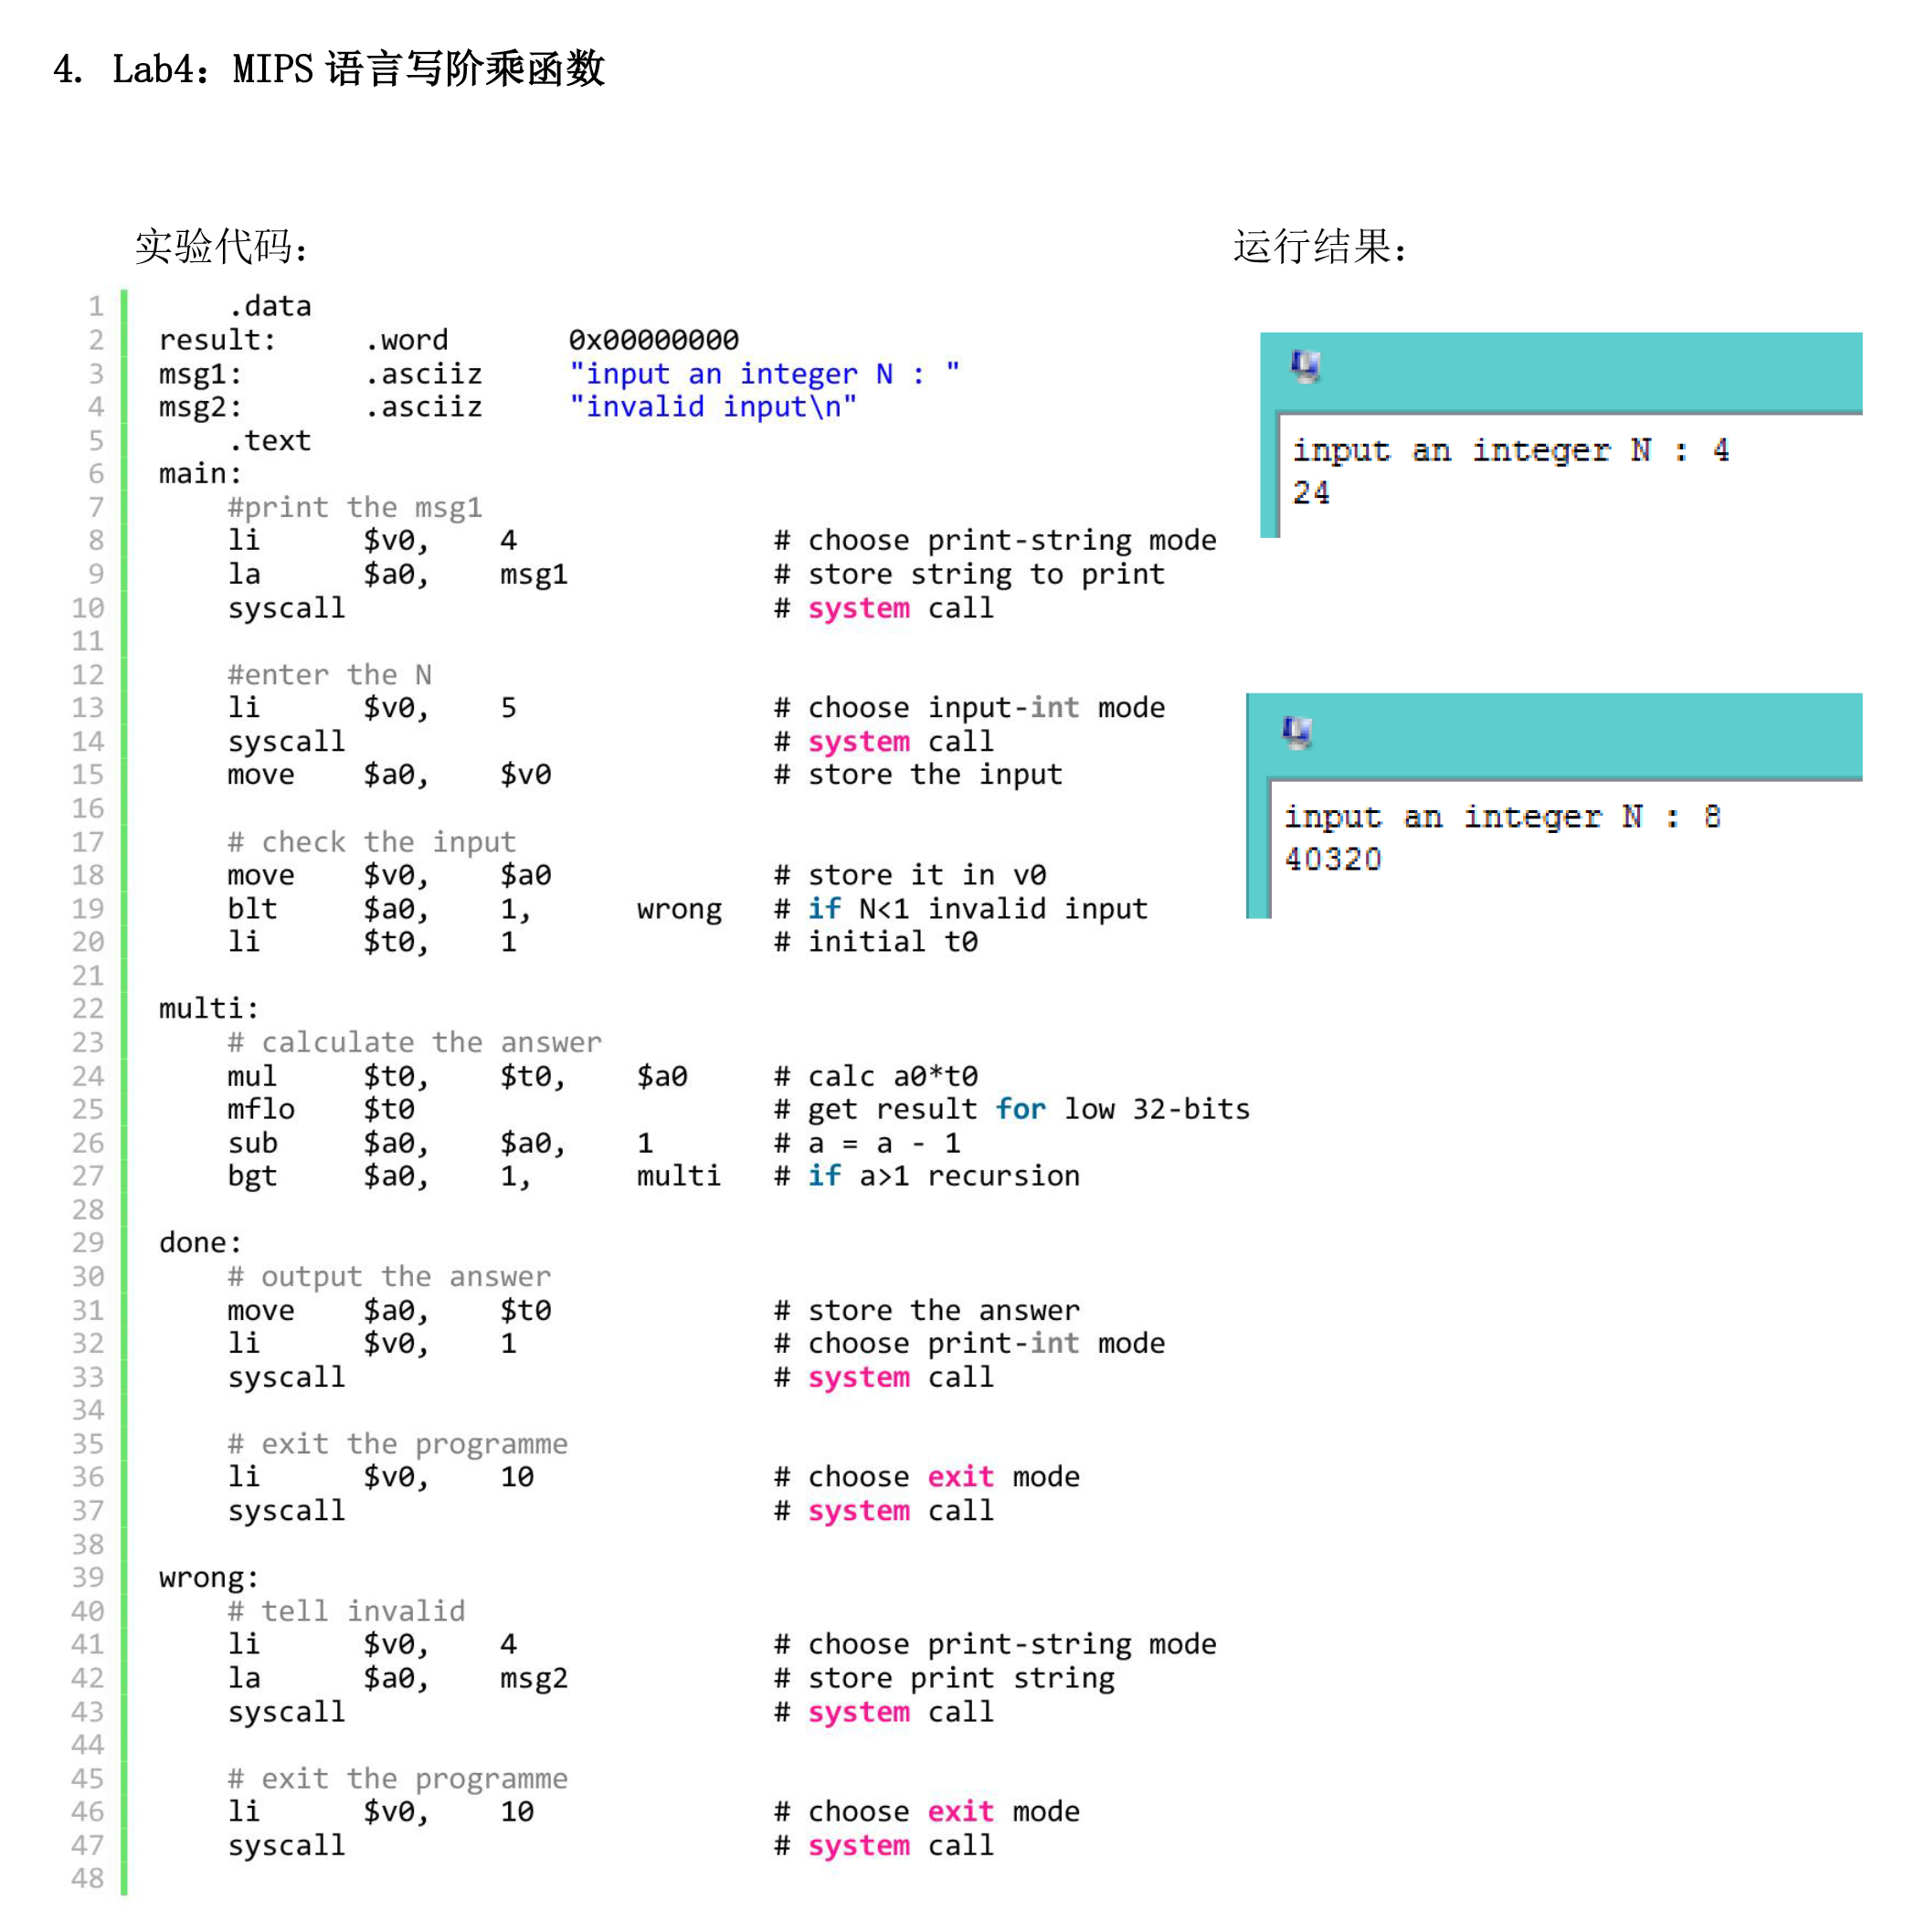 4. Lab4：MIPS 语言写阶乘函数
实验代码：
1 .data
2 result: .word 0x00000000
3 msg1: .asciiz "input an integer N : "
4 msg2: .asciiz "invalid input\n"
5 .text
6 main:
7 #print the msg1
8 li $v0, 4 # choose print-string mode
9 la $a0, msg1 # store string to print
10 syscall # system call
11
12 #enter the N
13 li $v0, 5 # choose input-int mode
14 syscall # system call
15 move $a0, $v0 # store the input
16
17 # check the input
18 move $v0, $a0 # store it in v0
19 blt $a0, 1, wrong # if N<1 invalid input
20 li $t0, 1 # initial t0
21
22 multi:
23 # calculate the answer
24 mul $t0, $t0, $a0 # calc a0*t0
25 mflo $t0 # get result for low 32-bits
26 sub $a0, $a0, 1 # a = a - 1
27 bgt $a0, 1, multi # if a>1 recursion
28
29 done:
30 # output the answer
31 move $a0, $t0 # store the answer
32 li $v0, 1 # choose print-int mode
33 syscall # system call
34
35 # exit the programme
36 li $v0, 10 # choose exit mode
37 syscall # system call
38
39 wrong:
40 # tell invalid
41 li $v0, 4 # choose print-string mode
42 la $a0, msg2 # store print string
43 syscall # system call
44
45 # exit the programme
46 li $v0, 10 # choose exit mode
47 syscall # system call
48
运行结果：
input an integer N : 4
24
input an integer N : 8
40320